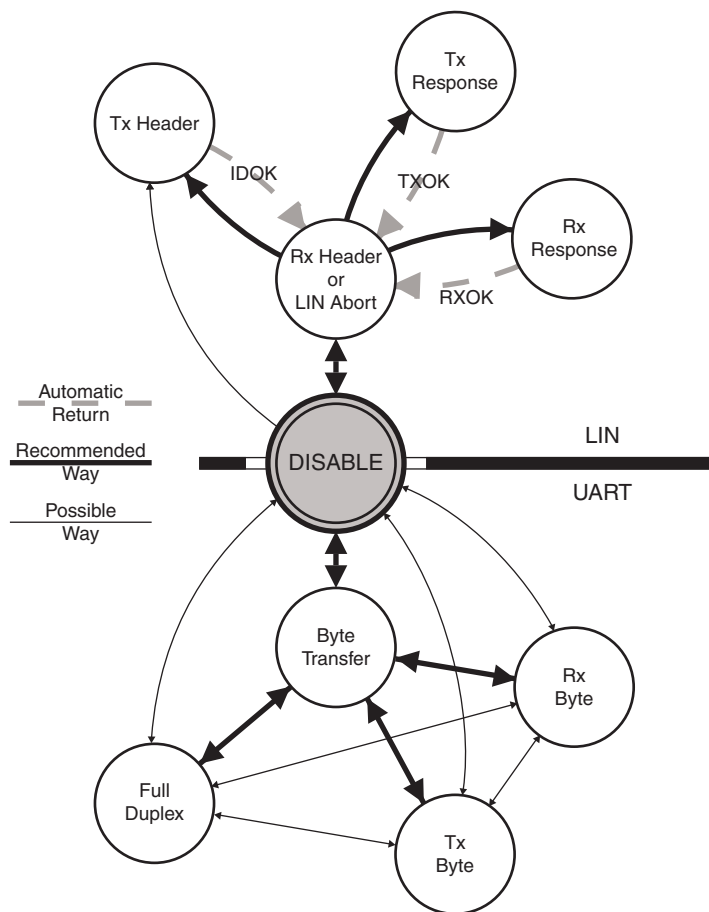 Tx
Response
Tx Header
IDOK
TXOK
Rx
Response
Rx Header
or
LIN Abort
RXOK
Automatic
Return
Recommended
Way
Possible
Way
DISABLE
LIN
UART
Byte
Transfer
Rx
Byte
Full
Duplex
Tx
Byte